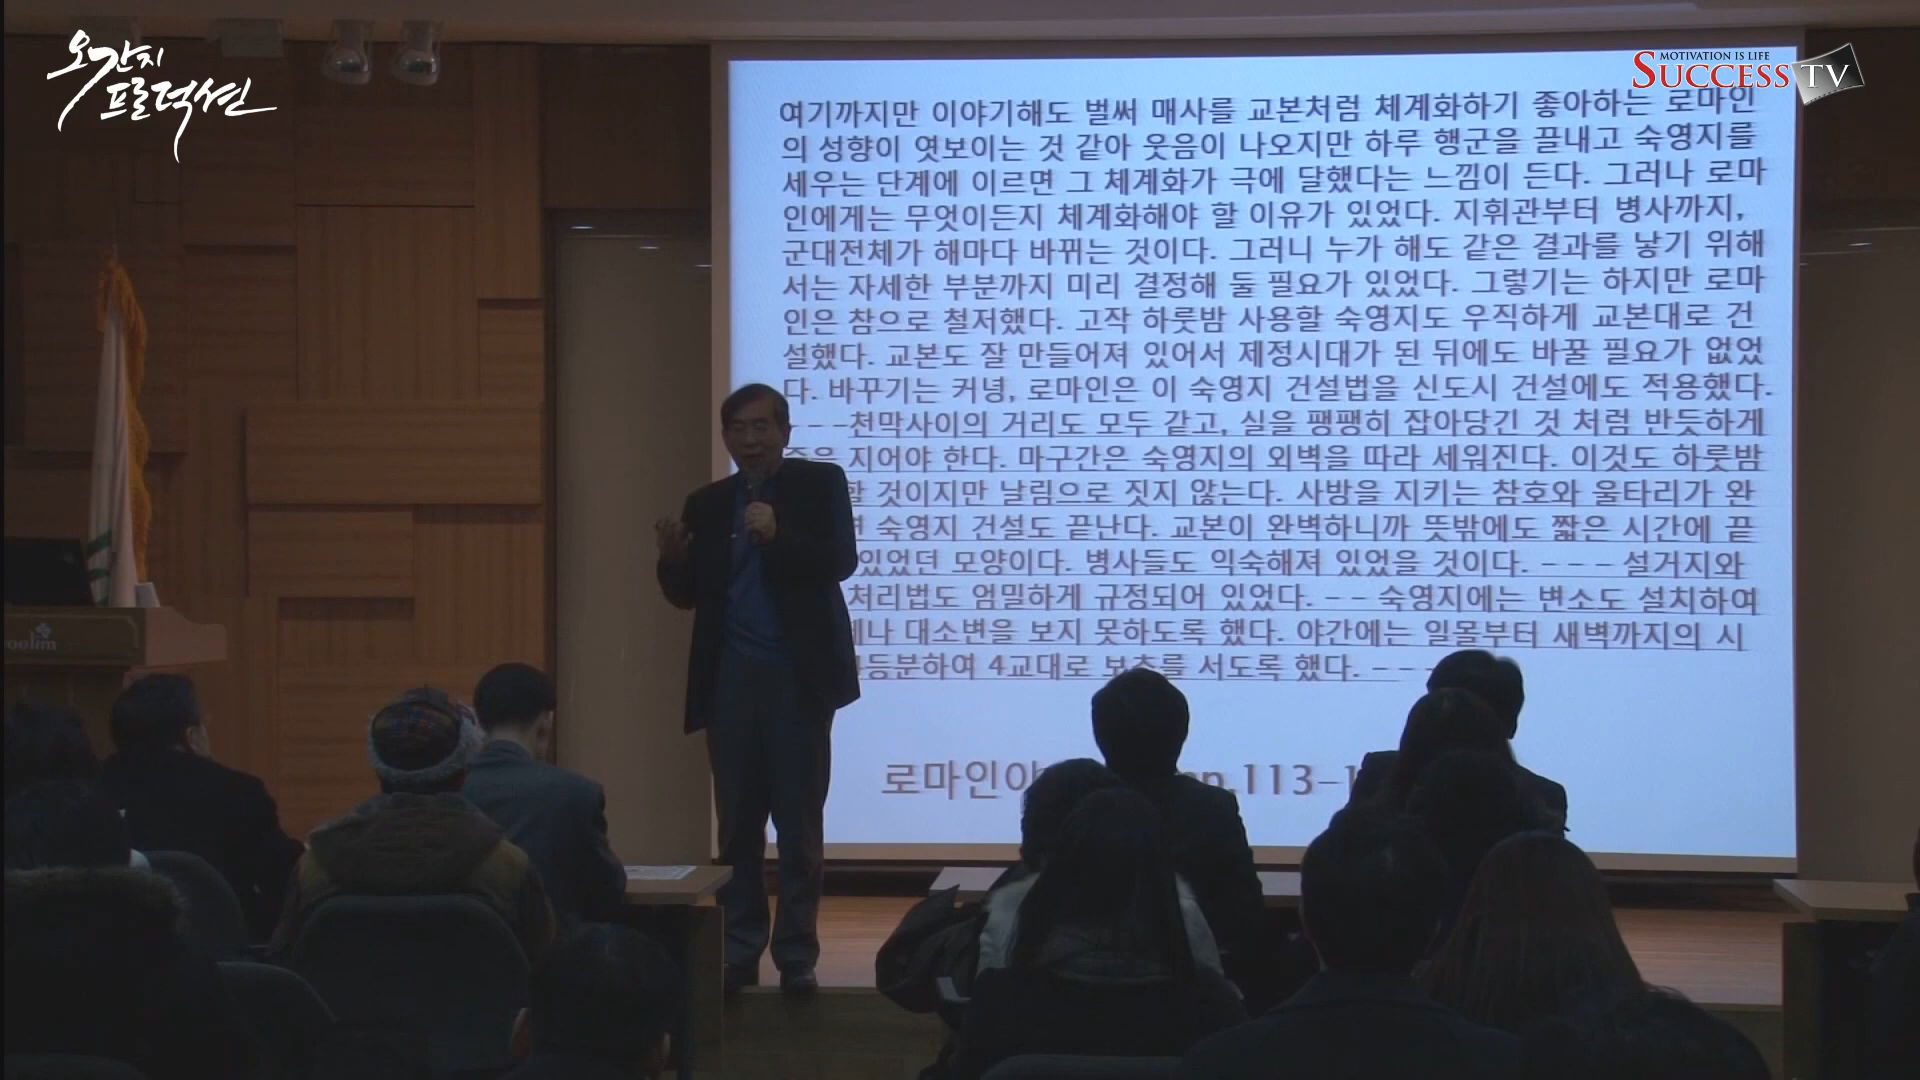 오가닉
프로덕션
MOTIVATION IS LIFE
SUCCESS TV
여기까지만 이야기해도 벌써 매사를 교본처럼 체계화하기 좋아하는 로마인
의 성향이 엿보이는 것 같아 웃음이 나오지만 하루 행군을 끝내고 숙영지를
세우는 단계에 이르면 그 체계화가 극에 달했다는 느낌이 든다. 그러나 로마
인에게는 무엇이든지 체계화해야 할 이유가 있었다. 지휘관부터 병사까지,
군대전체가 해마다 바뀌는 것이다. 그러니 누가 해도 같은 결과를 낳기 위해
서는 자세한 부분까지 미리 결정해 둘 필요가 있었다. 그렇기는 하지만 로마
인은 참으로 철저했다. 고작 하룻밤 사용할 숙영지도 우직하게 교본대로 건
설했다. 교본도 잘 만들어져 있어서 제정시대가 된 뒤에도 바꿀 필요가 없었
다. 바꾸기는 커녕, 로마인은 이 숙영지 건설법을 신도시 건설에도 적용했다.
---천막사이의 거리도 모두 같고, 실을 팽팽히 잡아당긴 것 처럼 반듯하게
지어야 한다. 마구간은 숙영지의 외벽을 따라 세워진다. 이것도 하룻밤
할 것이지만 날림으로 짓지 않는다. 사방을 지키는 참호와 울타리가 완
숙영지 건설도 끝난다. 교본이 완벽하니까 뜻밖에도 짧은 시간에 끝
있었던 모양이다. 병사들도 익숙해져 있었을 것이다. --- 설거지와
처리법도 엄밀하게 규정되어 있었다. -- 숙영지에는 변소도 설치하여
대소변을 보지 못하도록 했다. 야간에는 일몰부터 새벽까지의 시
등분하여 4교대로 보초를 서도록 했다. ---
로마인이야 pp.113-1
oolim